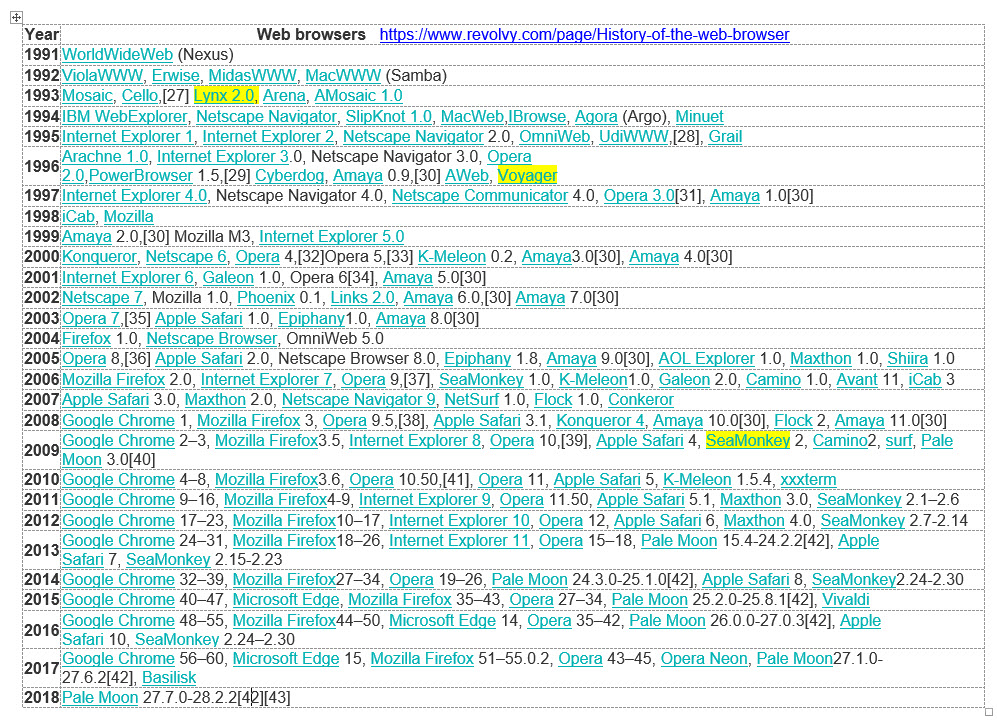 Year Web browsers https://www.revolvy.com/page/History-of-the-web-browser
1991 WorldWideWeb (Nexus)
1992 ViolaWWW, Erwise, MidasWWW, MacWWW (Samba)
1993 Mosaic, Cello,[27] Lynx 2.0, Arena, AMosaic 1.0
1994 IBM WebExplorer, Netscape Navigator, SlipKnot 1.0, MacWeb,IBrowse, Agora (Argo), Minuet
1995 Internet Explorer 1, Internet Explorer 2, Netscape Navigator 2.0, OmniWeb, UdiWWW,[28], Grail
1996 Arachne 1.0, Internet Explorer 3.0, Netscape Navigator 3.0, Opera
2.0,PowerBrowser 1.5,[29] Cyberdog, Amaya 0.9,[30] AWeb, Voyager
1997 Internet Explorer 4.0, Netscape Navigator 4.0, Netscape Communicator 4.0, Opera 3.0[31], Amaya 1.0[30]
1998 iCab, Mozilla
1999 Amaya 2.0,[30] Mozilla M3, Internet Explorer 5.0
2000 Konqueror, Netscape 6, Opera 4,[32]Opera 5,[33] K-Meleon 0.2, Amaya3.0[30], Amaya 4.0[30]
2001 Internet Explorer 6, Galeon 1.0, Opera 6[34], Amaya 5.0[30]
2002 Netscape 7, Mozilla 1.0, Phoenix 0.1, Links 2.0, Amaya 6.0,[30] Amaya 7.0[30]
2003 Opera 7,[35] Apple Safari 1.0, Epiphany1.0, Amaya 8.0[30]
2004 Firefox 1.0, Netscape Browser, OmniWeb 5.0
2005 Opera 8,[36] Apple Safari 2.0, Netscape Browser 8.0, Epiphany 1.8, Amaya 9.0[30], AOL Explorer 1.0, Maxthon 1.0, Shiira 1.0
2006 Mozilla Firefox 2.0, Internet Explorer 7, Opera 9,[37], SeaMonkey 1.0, K-Meleon1.0, Galeon 2.0, Camino 1.0, Avant 11, iCab 3
2007 Apple Safari 3.0, Maxthon 2.0, Netscape Navigator 9, NetSurf 1.0, Flock 1.0, Conkeror
2008 Google Chrome 1, Mozilla Firefox 3, Opera 9.5,[38], Apple Safari 3.1, Konqueror 4, Amaya 10.0[30], Flock 2, Amaya 11.0[30]
2009 Google Chrome 2–3, Mozilla Firefox3.5, Internet Explorer 8, Opera 10,[39], Apple Safari 4, SeaMonkey 2, Camino2, surf, Pale
Moon 3.0[40]
2010 Google Chrome 4–8, Mozilla Firefox3.6, Opera 10.50,[41], Opera 11, Apple Safari 5, K-Meleon 1.5.4, xxxterm
2011 Google Chrome 9–16, Mozilla Firefox4-9, Internet Explorer 9, Opera 11.50, Apple Safari 5.1, Maxthon 3.0, SeaMonkey 2.1–2.6
2012 Google Chrome 17–23, Mozilla Firefox10–17, Internet Explorer 10, Opera 12, Apple Safari 6, Maxthon 4.0, SeaMonkey 2.7-2.14
2013 Google Chrome 24–31, Mozilla Firefox18–26, Internet Explorer 11, Opera 15–18, Pale Moon 15.4-24.2.2[42], Apple
Safari 7, SeaMonkey 2.15-2.23
2014 Google Chrome 32–39, Mozilla Firefox27–34, Opera 19–26, Pale Moon 24.3.0-25.1.0[42], Apple Safari 8, SeaMonkey2.24-2.30
2015 Google Chrome 40–47, Microsoft Edge, Mozilla Firefox 35–43, Opera 27–34, Pale Moon 25.2.0-25.8.1[42], Vivaldi
2016 Google Chrome 48–55, Mozilla Firefox44–50, Microsoft Edge 14, Opera 35–42, Pale Moon 26.0.0-27.0.3[42], Apple
Safari 10, SeaMonkey 2.24–2.30
2017 Google Chrome 56–60, Microsoft Edge 15, Mozilla Firefox 51–55.0.2, Opera 43–45, Opera Neon, Pale Moon27.1.0-
27.6.2[42], Basilisk
2018 Pale Moon 27.7.0-28.2.2[42][43]